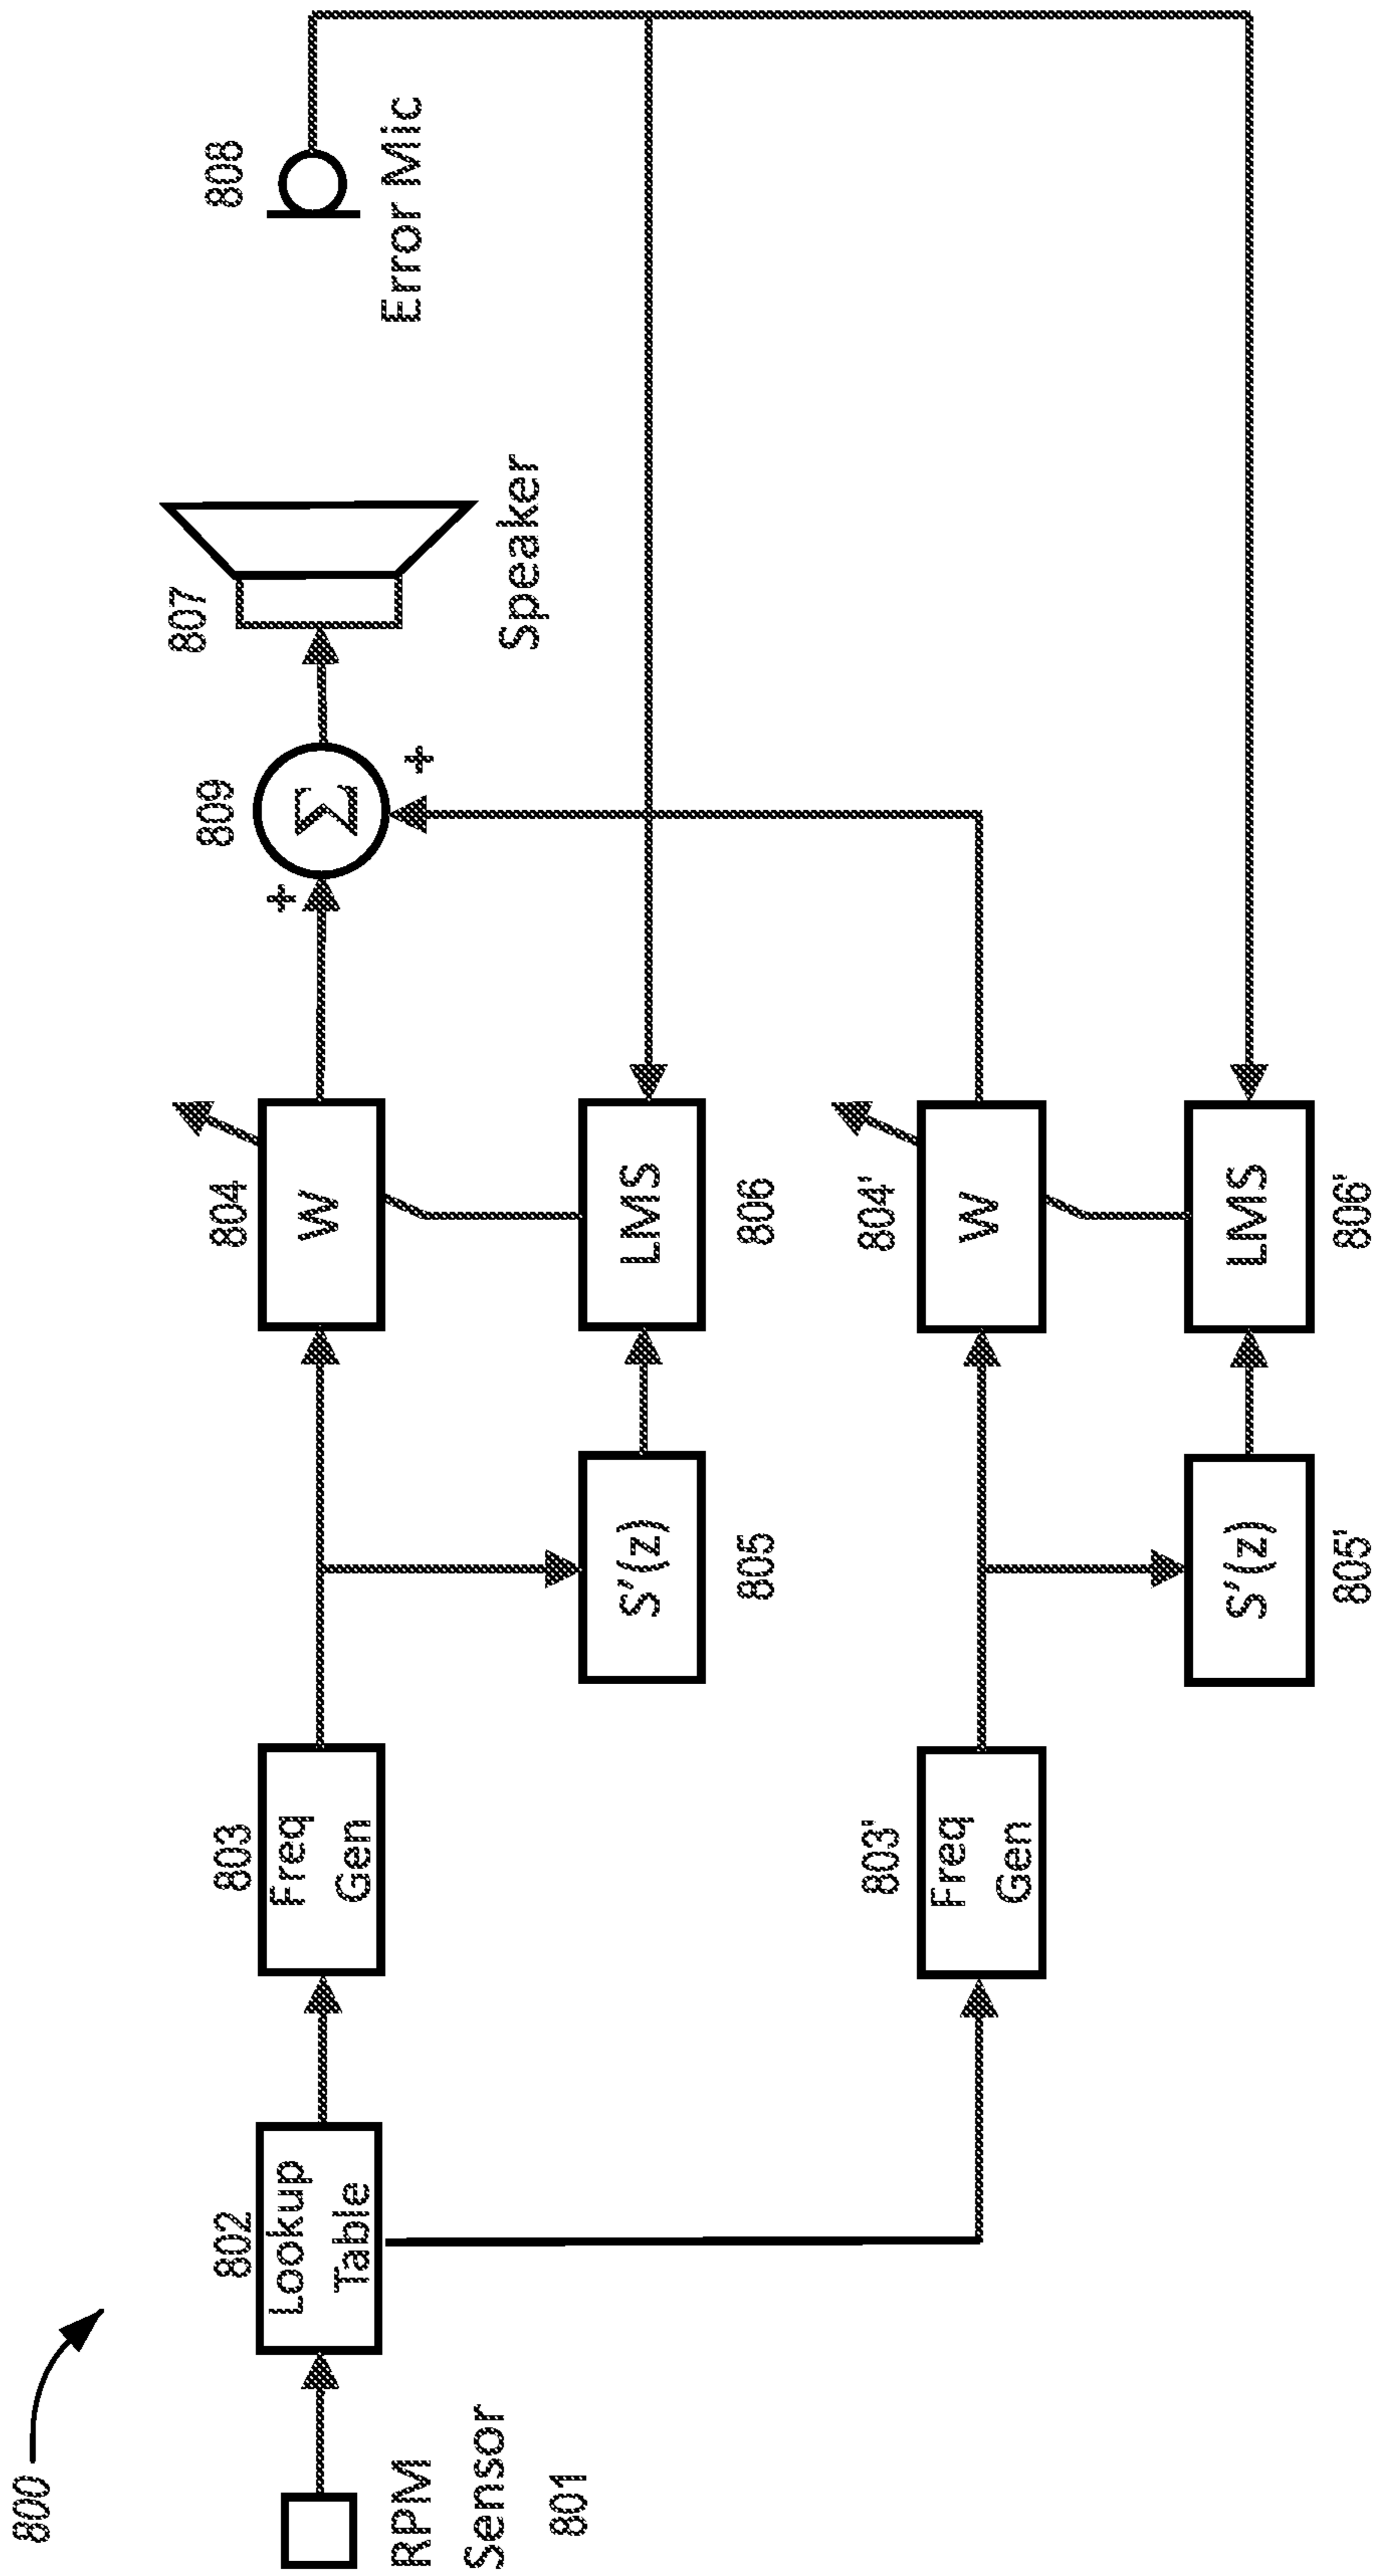 800
RPM
Sensor
801
802
Lookup
Table
803
Freq
Gen
804
W
809
+
Σ
+
807
Speaker
808
Error Mic
S'(z)
805
LMS
806
803'
Freq
Gen
804'
W
S'(z)
805'
LMS
806'